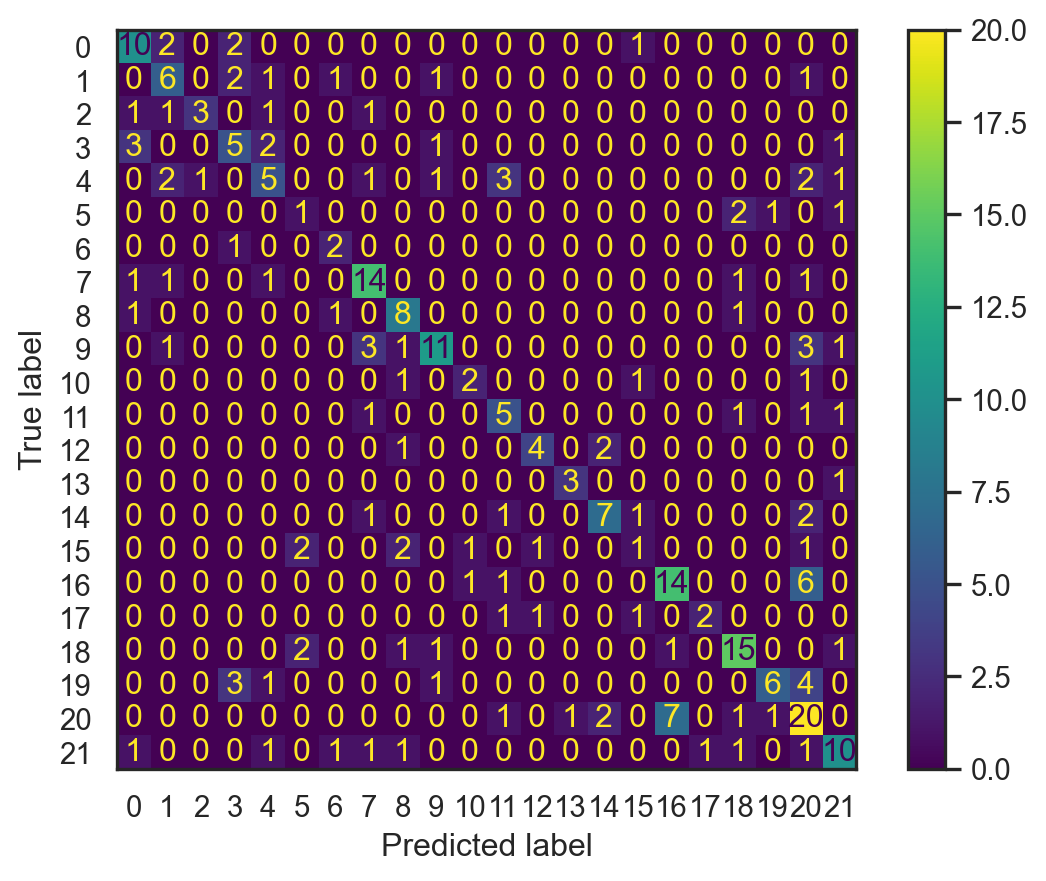 0 10 2 0 2 0 0 0 0 0 0 0 0 0 0 0 1 0 0 0 0 0 0 20.0
1 0 6 0 2 1 0 1 0 0 1 0 0 0 0 0 0 0 0 0 0 1 0
2 1 1 3 0 1 0 0 1 0 0 0 0 0 0 0 0 0 0 0 0 0 0 17.5
3 3 0 0 5 2 0 0 0 0 1 0 0 0 0 0 0 0 0 0 0 0 1
4 0 2 1 0 5 0 0 1 0 1 0 3 0 0 0 0 0 0 0 0 2 1 15.0
5 0 0 0 0 0 1 0 0 0 0 0 0 0 0 0 0 0 0 2 1 0 1
6 0 0 0 1 0 0 2 0 0 0 0 0 0 0 0 0 0 0 0 0 0 0
7 1 1 0 0 1 0 0 14 0 0 0 0 0 0 0 0 0 0 1 0 1 0 12.5
8 1 0 0 0 0 0 1 0 8 0 0 0 0 0 0 0 0 0 1 0 0 0
9 0 1 0 0 0 0 0 3 1 11 0 0 0 0 0 0 0 0 0 0 3 1
10 0 0 0 0 0 0 0 0 1 0 2 0 0 0 0 1 0 0 0 0 1 0 10.0
11 0 0 0 0 0 0 0 1 0 0 0 5 0 0 0 0 0 0 1 0 1 1
12 0 0 0 0 0 0 0 0 1 0 0 0 4 0 2 0 0 0 0 0 0 0
13 0 0 0 0 0 0 0 0 0 0 0 0 0 3 0 0 0 0 0 0 0 1 7.5
14 0 0 0 0 0 0 0 1 0 0 0 1 0 0 7 1 0 0 0 0 2 0
15 0 0 0 0 0 2 0 0 2 0 1 0 1 0 0 1 0 0 0 0 1 0
16 0 0 0 0 0 0 0 0 0 0 1 1 0 0 0 0 14 0 0 0 6 0 5.0
17 0 0 0 0 0 0 0 0 0 0 0 1 1 0 0 1 0 2 0 0 0 0
18 0 0 0 0 0 2 0 0 1 1 0 0 0 0 0 0 1 0 15 0 0 1
19 0 0 0 3 1 0 0 0 0 1 0 0 0 0 0 0 0 0 0 6 4 0 2.5
20 0 0 0 0 0 0 0 0 0 0 0 1 0 1 2 0 7 0 1 1 20 0
21 1 0 0 0 1 0 1 1 1 0 0 0 0 0 0 0 0 1 1 0 1 10 0.0
True label
0 1 2 3 4 5 6 7 8 9 10 11 12 13 14 15 16 17 18 19 20 21
Predicted label